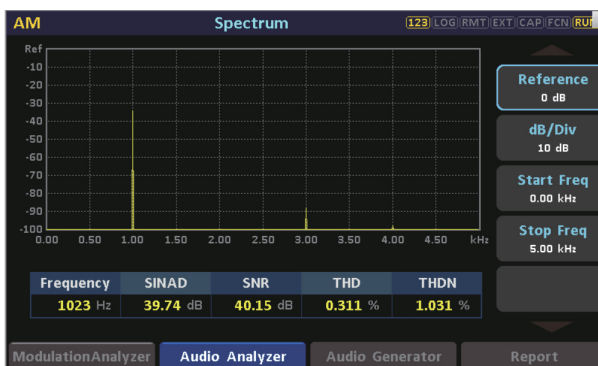 AM Spectrum 123 LOG RMT EXT CAP FCN RUN
Ref
-10
-20
-30
-40
-50
-60
-70
-80
-90
-100
0.00 0.50 1.00 1.50 2.00 2.50 3.00 3.50 4.00 4.50 kHz
Reference
0 dB
dB/Div
10 dB
Start Freq
0.00 kHz
Stop Freq
5.00 kHz
Frequency SINAD SNR THD THDN
1023 Hz 39.74 dB 40.15 dB 0.311 % 1.031 %
ModulationAnalyzer Audio Analyzer Audio Generator Report